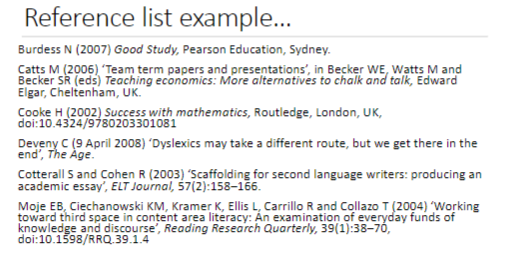 Reference list example...
Burdess N (2007) Good Study, Pearson Education, Sydney.
Catts M (2006) ‘Team term papers and presentations’, in Becker WE, Watts M and
Becker SR (eds) Teaching economics: More alternatives to chalk and talk, Edward
Elgar, Cheltenham, UK.
Cooke H (2002) Success with mathematics, Routledge, London, UK,
doi:10.4324/9780203301081
Deveny C (9 April 2008) ‘Dyslexics may take a different route, but we get there in the
end’, The Age.
Cotterall S and Cohen R (2003) ‘Scaffolding for second language writers: producing an
academic essay’, ELT Journal, 57(2):158–166.
Moje EB, Ciechanowski KM, Kramer K, Ellis L, Carrillo R and Collazo T (2004) ‘Working
toward third space in content area literacy: An examination of everyday funds of
knowledge and discourse’, Reading Research Quarterly, 39(1):38–70,
doi:10.1598/RRQ.39.1.4